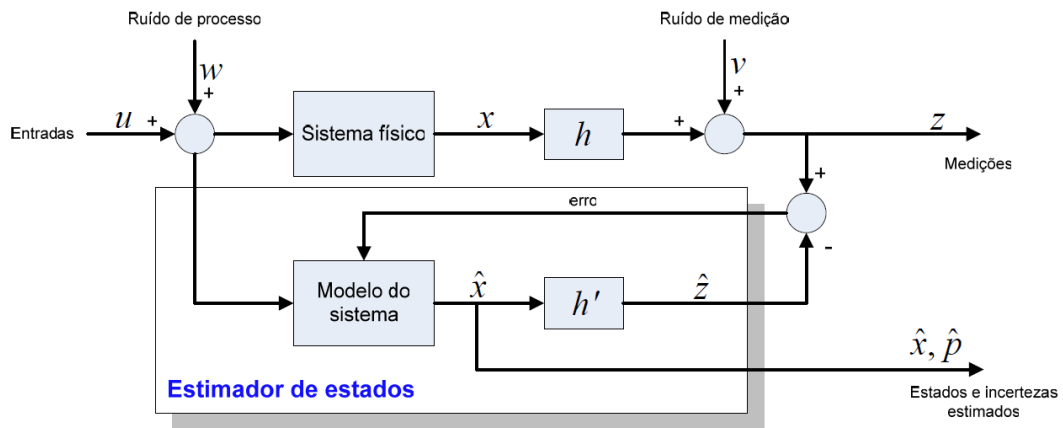 Ruído de processo
Ruído de medição
w
+
v
+
Entradas
u
+
Sistema físico
x
h
+
z
Medições
+
erro
-
Modelo do
sistema
x̂
h'
ẑ
x̂, p̂
Estimador de estados
Estados e incertezas
estimados